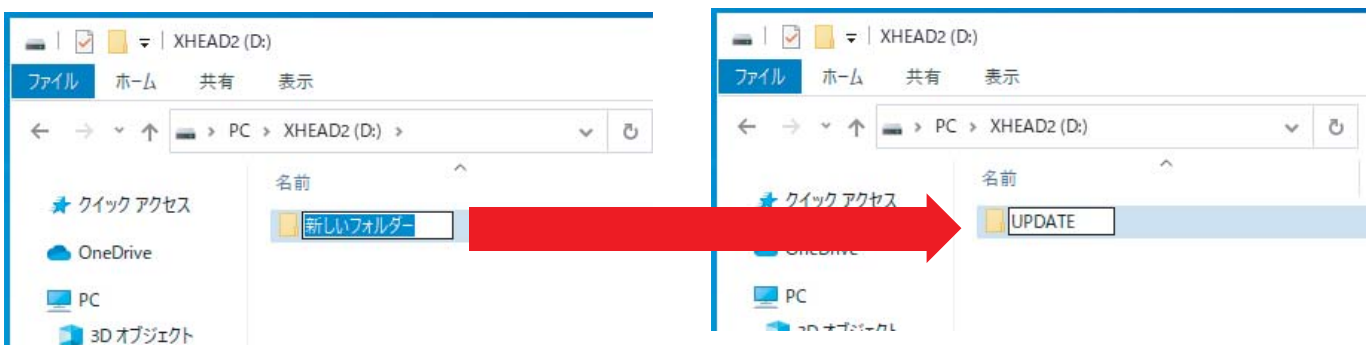 XHEAD2 (D:)
ファイル ホーム 共有 表示
PC > XHEAD2 (D:) >
名前
クイック アクセス
新しいフォルダー
OneDrive
PC
3D オブジェクト
XHEAD2 (D:)
ファイル ホーム 共有 表示
PC > XHEAD2 (D:)
名前
クイック アクセス
UPDATE
OneDrive
PC
3D オブジェクト